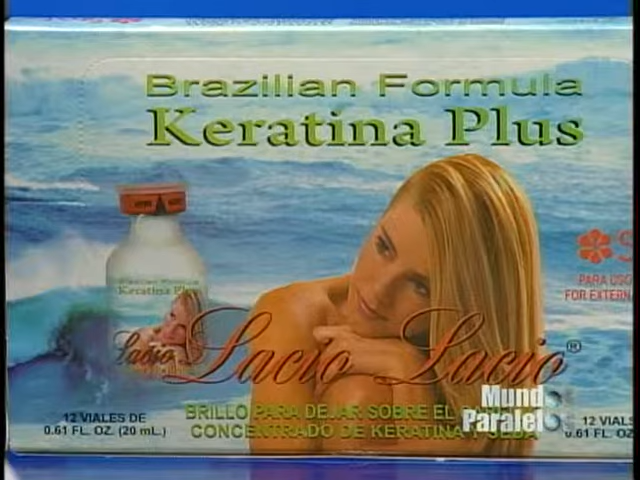 Brazilian Formula
Keratina Plus
Brazilian Formula
Keratina Plus
Lacio
PARA USO
FOR EXTERN
Lacio Lacio®
BRILLO PARA DEJAR SOBRE EL
CONCENTRADO DE KERATINA Y SEDA
12 VIALES DE
0.61 FL. OZ. (20 mL.)
Mundo
Paralelo
12 VIAL
0.61 FL. OZ